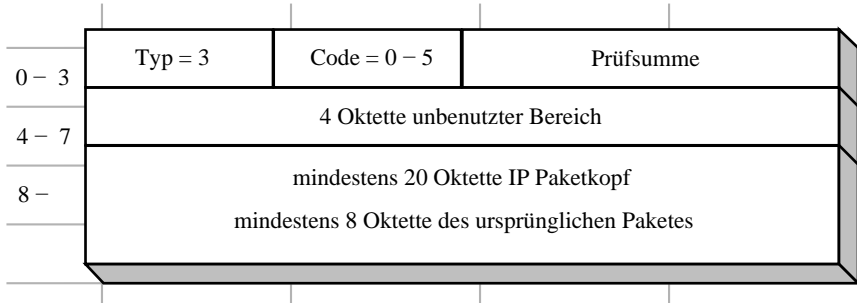 Typ = 3
Code = 0 − 5
Prüfsumme
0 − 3
4 Oktette unbenutzter Bereich
4 − 7
mindestens 20 Oktette IP Paketkopf
8 −
mindestens 8 Oktette des ursprünglichen Paketes